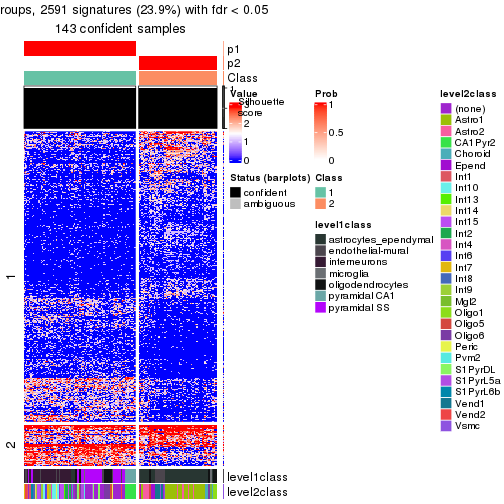 roups, 2591 signatures (23.9%) with fdr < 0.05
143 confident samples
p1
p2
Class
Silhouette
score
1
2
level1class
level2class
Value
3
2
1
0
Prob
1
0.5
0
Status (barplots)
confident
ambiguous
Class
1
2
level1class
astrocytes_ependymal
endothelial-mural
interneurons
microglia
oligodendrocytes
pyramidal CA1
pyramidal SS
level2class
(none)
Astro1
Astro2
CA1Pyr2
Choroid
Epend
Int1
Int10
Int13
Int14
Int15
Int2
Int4
Int6
Int7
Int8
Int9
Mgl2
Oligo1
Oligo5
Oligo6
Peric
Pvm2
S1PyrDL
S1PyrL5a
S1PyrL6b
Vend1
Vend2
Vsmc